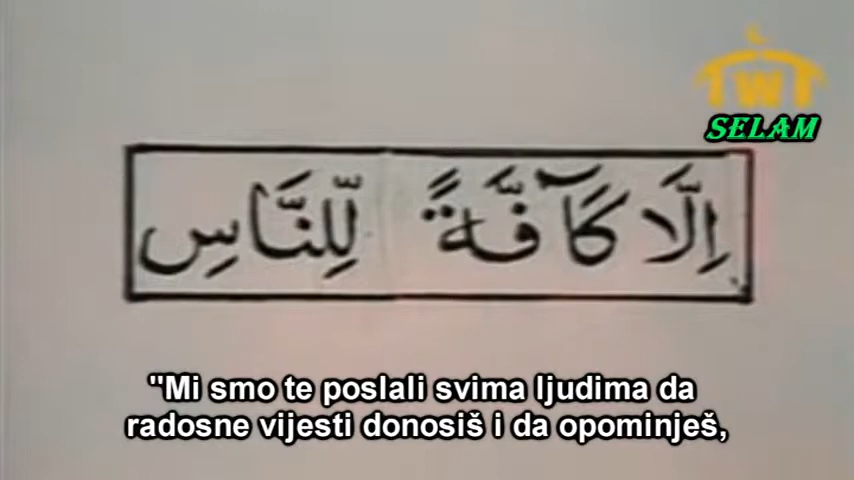 W
SELAM
اِلَّا كَآفَّةً لِّلنَّاسِ
"Mi smo te poslali svima ljudima da
radosne vijesti donosiš i da opominješ,